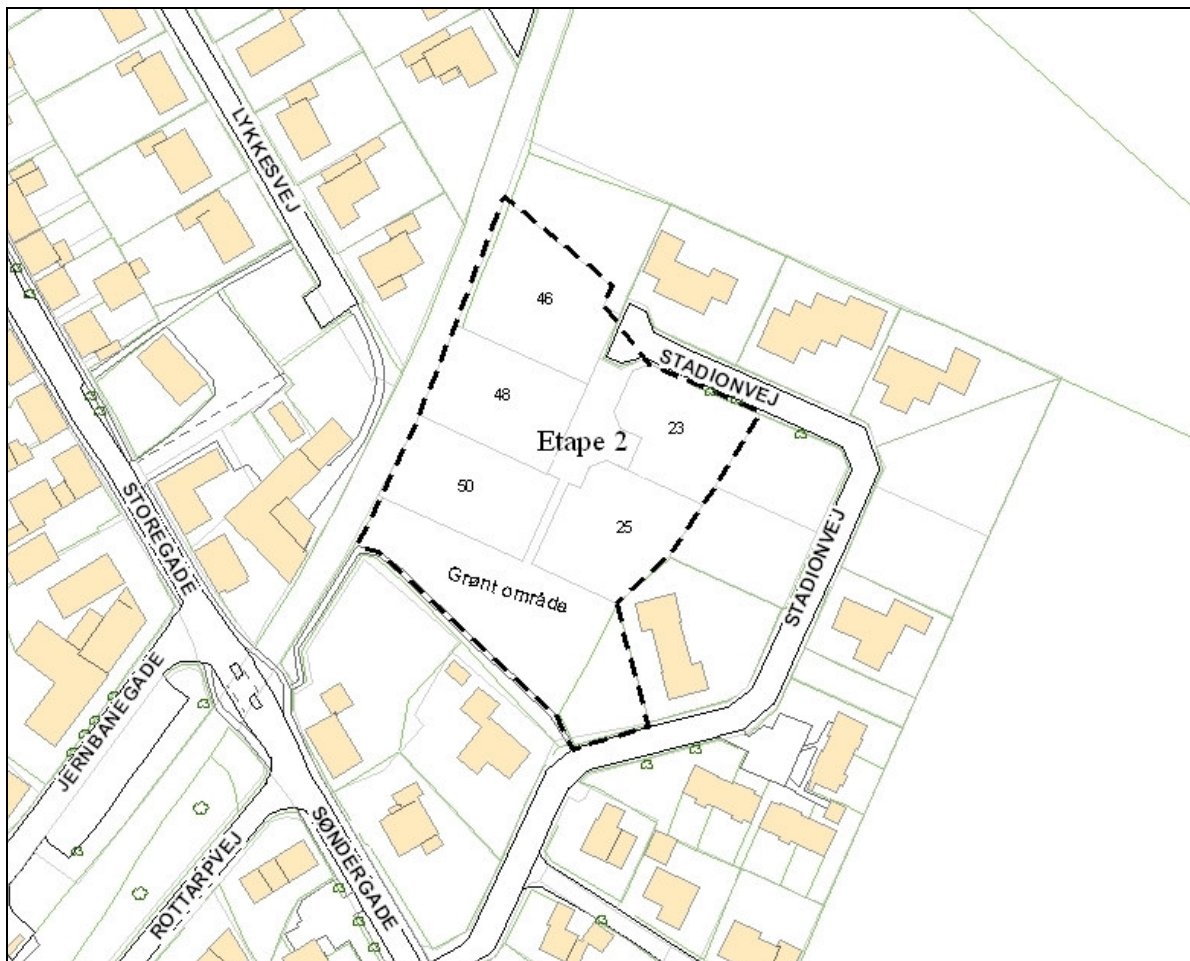 LYKKESVEJ
46
STADIONVEJ
48
23
Etape 2
50
25
STOREGADE
STADIONVEJ
Grønt område
JERNBANEGADE
SØNDERGADE
ROTTARPVEJ